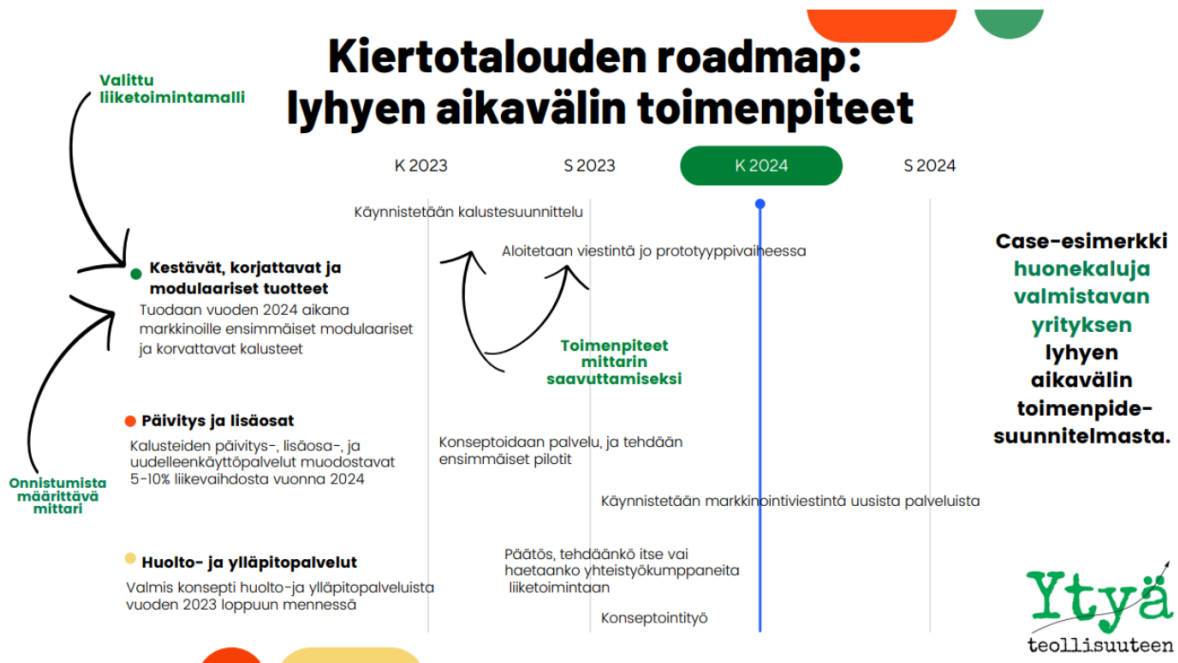 Kiertotalouden roadmap:
lyhyen aikavälin toimenpiteet
Valittu
liiketoimintamalli
K 2023
S 2023
K 2024
S 2024
Käynnistetään kalustesuunnittelu
Aloitetaan viestintä jo prototyyppivaiheessa
Kestävät, korjattavat ja
modulaariset tuotteet
Tuodaan vuoden 2024 aikana
markkinoille ensimmäiset modulaariset
ja korvattavat kalusteet
Toimenpiteet
mittarin
saavuttamiseksi
Päivitys ja lisäosat
Kalusteiden päivitys-, lisäosa-, ja
uudelleenkäyttöpalvelut muodostavat
5-10% liikevaihdosta vuonna 2024
Onnistumista
määrittävä
mittari
Konseptoidaan palvelu, ja tehdään
ensimmäiset pilotit
Käynnistetään markkinointiviestintä uusista palveluista
Huolto- ja ylläpitopalvelut
Valmis konsepti huolto-ja ylläpitopalveluista
vuoden 2023 loppuun mennessä
Päätös, tehdäänkö itse vai
haetaanko yhteistyökumppaneita
liiketoimintaan
Konseptointityö
Case-esimerkki
huonekaluja
valmistavan
yrityksen
lyhyen
aikavälin
toimenpide-
suunnitelmasta.
Ytyä
teollisuuteen